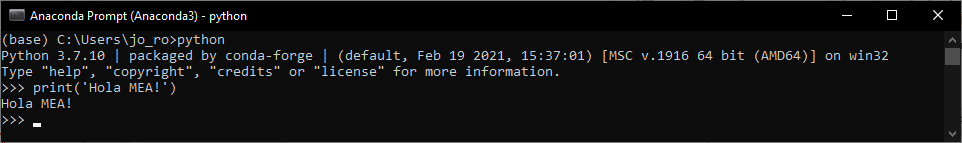 Anaconda Prompt (Anaconda3) - python
(base) C:\Users\jo_ro>python
Python 3.7.10 | packaged by conda-forge | (default, Feb 19 2021, 15:37:01) [MSC v.1916 64 bit (AMD64)] on win32
Type "help", "copyright", "credits" or "license" for more information.
>>> print('Hola MEA!')
Hola MEA!
>>>